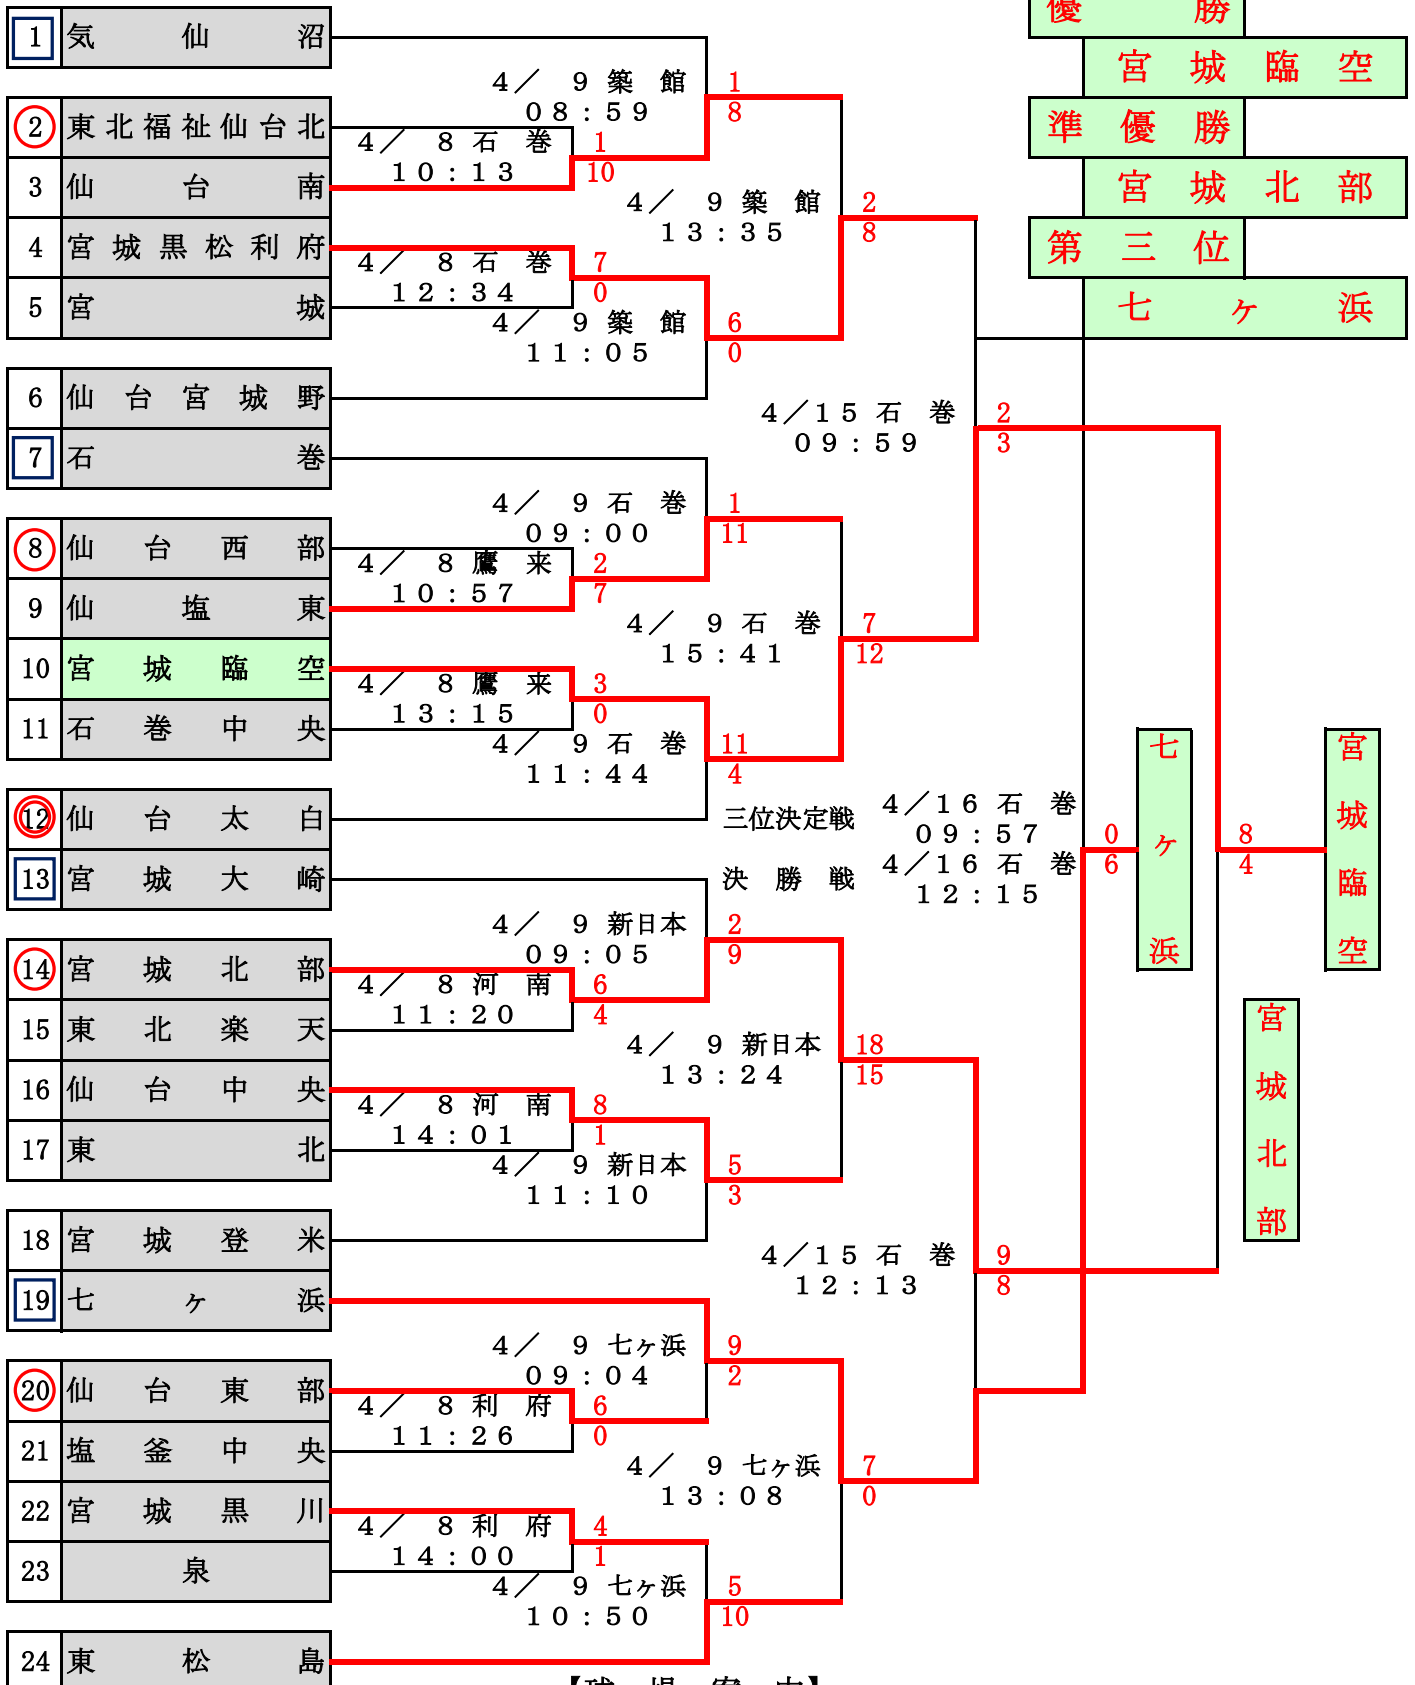 優勝
宮城臨空
準優勝
宮城北部
第三位
七ヶ浜
1 気仙沼
4／ 9 築館
08:59
1
8
2 東北福祉仙台北
4／ 8 石巻
10:13
1
10
3 仙台南
4／ 9 築館
13:35
2
8
4 宮城黒松利府
4／ 8 石巻
12:34
7
0
5 宮城
4／ 9 築館
11:05
6
0
6 仙台宮城野
4／15 石巻
09:59
2
3
7 石巻
4／ 9 石巻
09:00
1
11
8 仙台西部
4／ 8 鷹来
10:57
2
7
9 仙塩東
4／ 9 石巻
15:41
7
12
10 宮城臨空
4／ 8 鷹来
13:15
3
0
11 石巻中央
4／ 9 石巻
11:44
11
4
12 仙台太白
三位決定戦 4／16 石巻
09:57
0
6
七ヶ浜
決勝戦 4／16 石巻
12:15
8
4
宮城臨空
宮城北部
13 宮城大崎
4／ 9 新日本
09:05
2
9
14 宮城北部
4／ 8 河南
11:20
6
4
15 東北楽天
4／ 9 新日本
13:24
18
15
16 仙台中央
4／ 8 河南
14:01
8
1
17 東北
4／ 9 新日本
11:10
5
3
18 宮城登米
4／15 石巻
12:13
9
8
19 七ヶ浜
4／ 9 七ヶ浜
09:04
9
2
20 仙台東部
4／ 8 利府
11:26
6
0
21 塩釜中央
4／ 9 七ヶ浜
13:08
7
0
22 宮城黒川
4／ 8 利府
14:00
4
1
23 泉
4／ 9 七ヶ浜
10:50
5
10
24 東松島